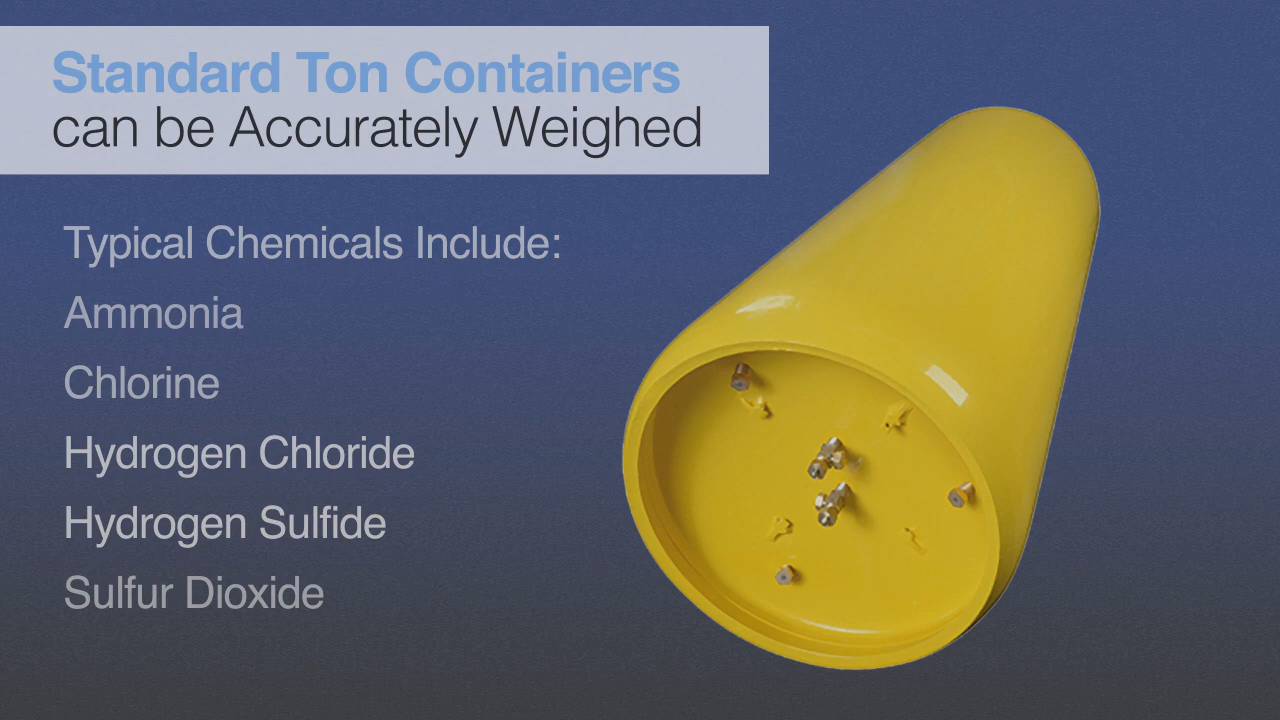 Standard Ton Containers
can be Accurately Weighed
Typical Chemicals Include:
Ammonia
Chlorine
Hydrogen Chloride
Hydrogen Sulfide
Sulfur Dioxide